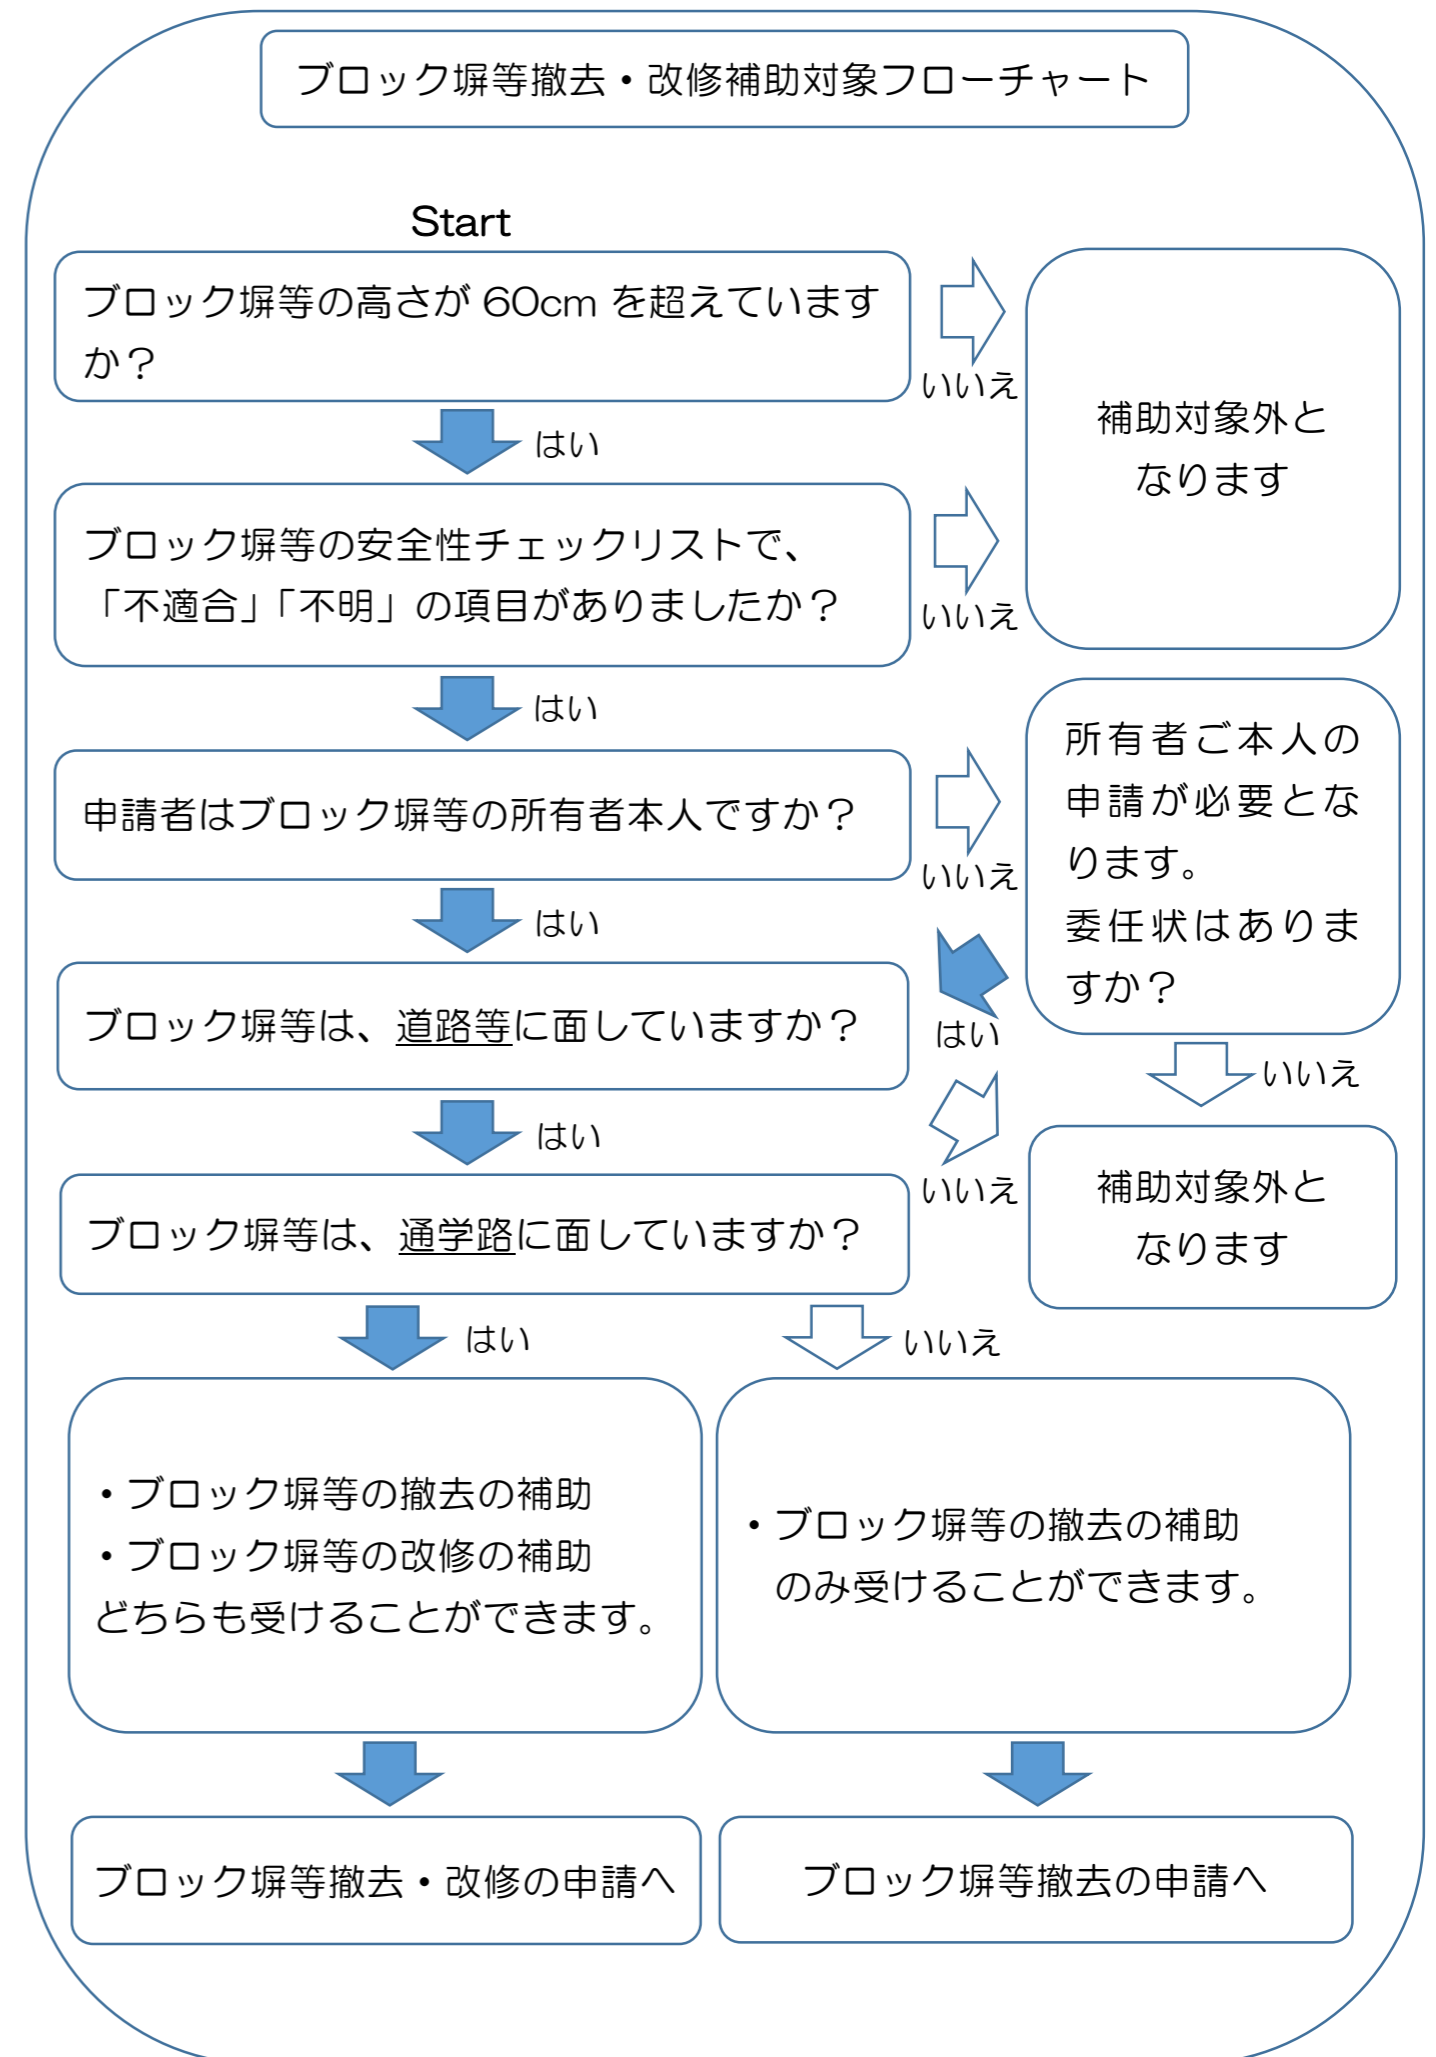 ブロック塀等撤去・改修補助対象フローチャート
Start
ブロック塀等の高さが 60cm を超えています
か？
いいえ
補助対象外と
なります
はい
ブロック塀等の安全性チェックリストで、
「不適合」「不明」の項目がありましたか？
いいえ
はい
申請者はブロック塀等の所有者本人ですか？
いいえ
所有者ご本人の
申請が必要とな
ります。
委任状はありま
すか？
はい
はい
いいえ
ブロック塀等は、道路等に面していますか？
いいえ
補助対象外と
なります
はい
ブロック塀等は、通学路に面していますか？
はい
いいえ
・ブロック塀等の撤去の補助
・ブロック塀等の改修の補助
どちらも受けることができます。
・ブロック塀等の撤去の補助
のみ受けることができます。
ブロック塀等撤去・改修の申請へ
ブロック塀等撤去の申請へ